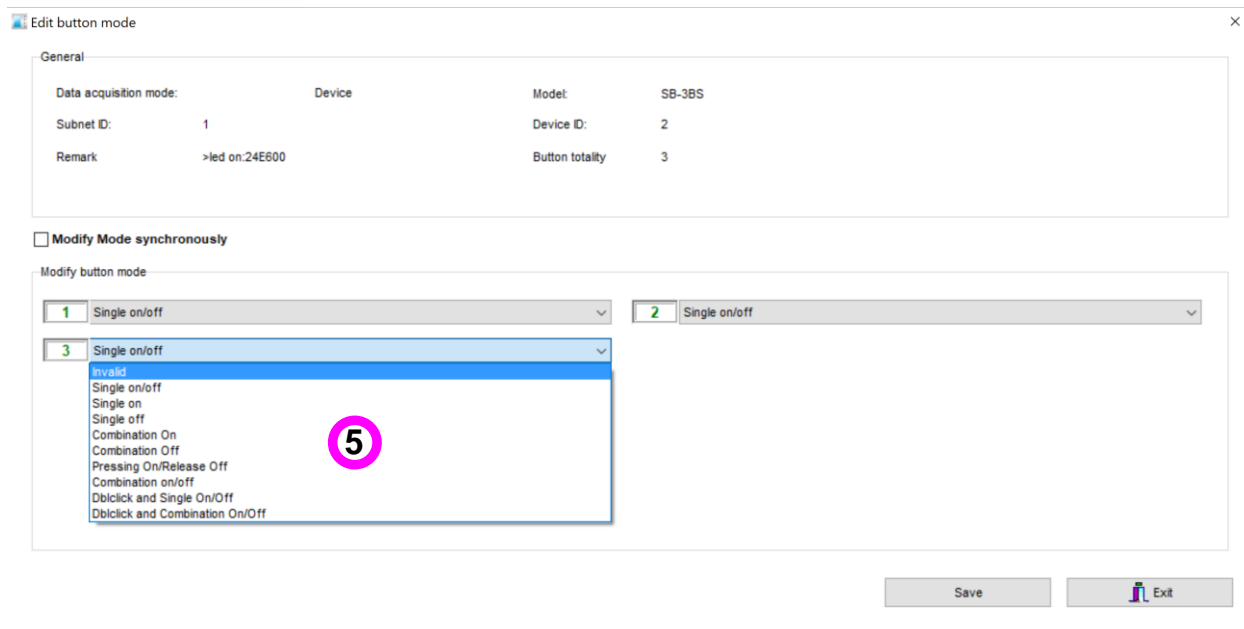 Edit button mode
General
Data acquisition mode: Device Model: SB-3BS
Subnet ID: 1 Device ID: 2
Remark >led on:24E600 Button totality 3
Modify Mode synchronously
Modify button mode
1 Single on/off 2 Single on/off
3 Single on/off
Invalid
Single on/off
Single on
Single off
Combination On
Combination Off
5
Pressing On/Release Off
Combination on/off
Dblclick and Single On/Off
Dblclick and Combination On/Off
Save Exit